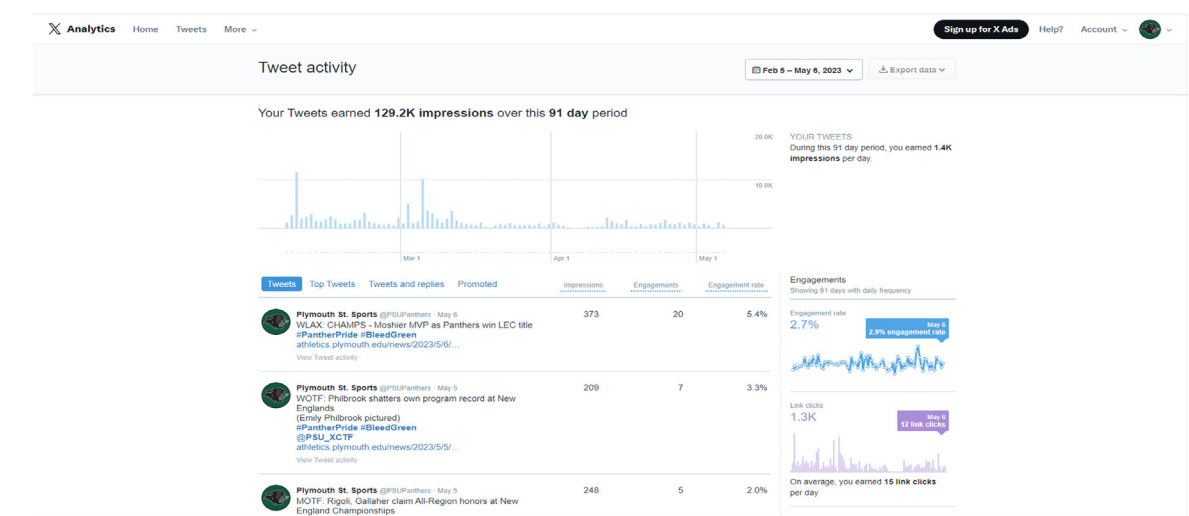 X Analytics Home Tweets More Sign up for X Ads Help? Account
Tweet activity
Feb 5 – May 6, 2023
Export data
Your Tweets earned 129.2K impressions over this 91 day period
20.0K
10.0K
Mar 1
Apr 1
May 1
YOUR TWEETS
During this 91 day period, you earned 1.4K
impressions per day.
Tweets Top Tweets Tweets and replies Promoted Impressions Engagements Engagement rate
Plymouth St. Sports @PSUPanthers · May 6 373 20 5.4%
WLAX: CHAMPS - Moshier MVP as Panthers win LEC title
#PantherPride #BleedGreen
athletics.plymouth.edu/news/2023/5/6/…
View Tweet activity
Plymouth St. Sports @PSUPanthers · May 5 209 7 3.3%
WOTF: Philbrook shatters own program record at New
Englands
(Emily Philbrook pictured)
#PantherPride #BleedGreen
@PSU_XCTF
athletics.plymouth.edu/news/2023/5/5/…
View Tweet activity
Plymouth St. Sports @PSUPanthers · May 5 248 5 2.0%
MOTF: Rigoli, Gallaher claim All-Region honors at New
England Championships
Engagements
Showing 91 days with daily frequency
Engagement rate
2.7%
May 6
2.9% engagement rate
Link clicks
1.3K
May 6
12 link clicks
On average, you earned 15 link clicks
per day